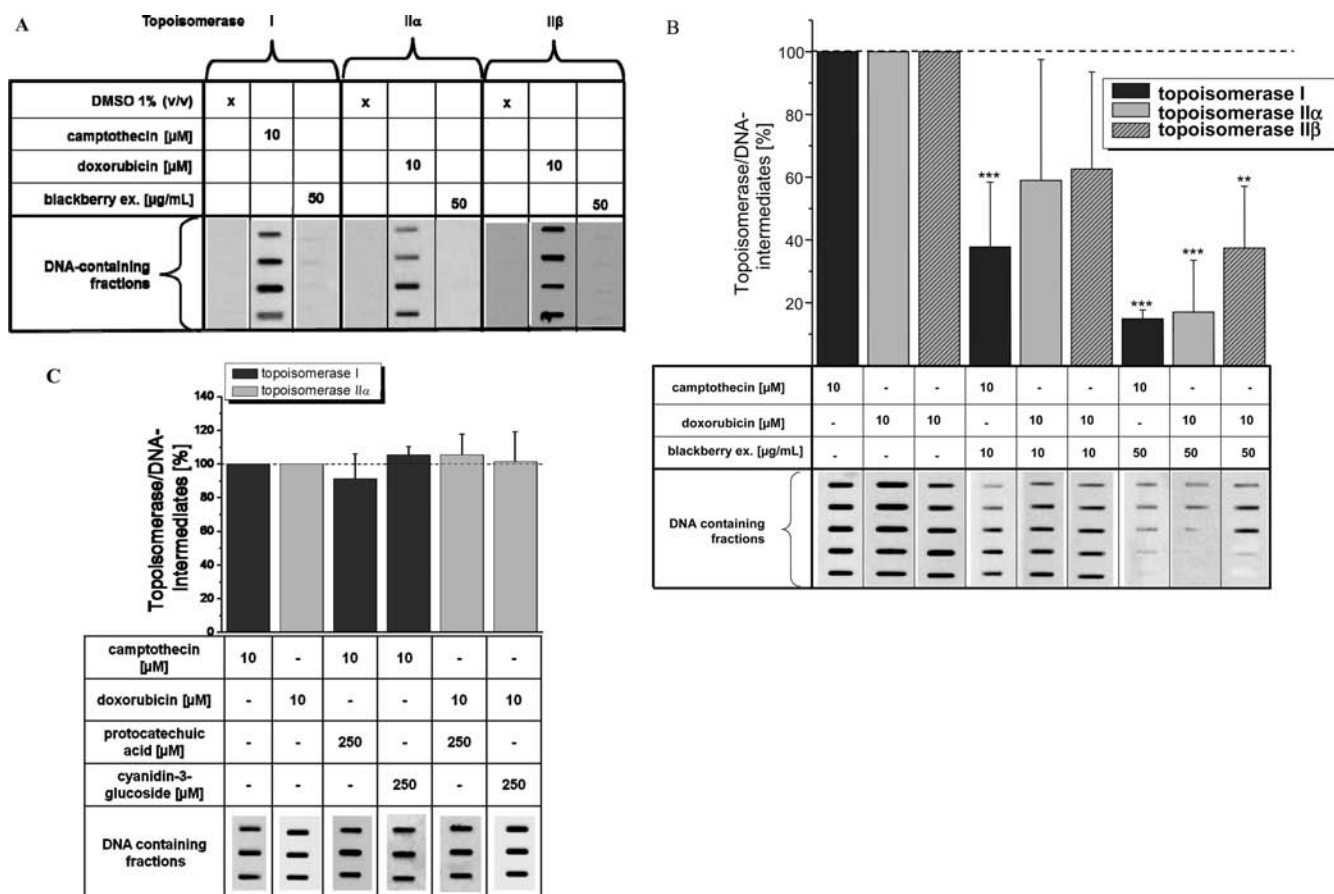 A
Topoisomerase I IIα IIβ
DMSO 1% (v/v) x x x
camptothecin [µM] 10
doxorubicin [µM] 10 10
blackberry ex. [µg/mL] 50 50 50
DNA-containing
fractions
B
Topoisomerase/DNA-
intermediates [%]
100
80
60
40
20
topoisomerase I
topoisomerase IIα
topoisomerase IIβ
*** *** *** **
camptothecin [µM] 10 - - 10 - - 10 - -
doxorubicin [µM] - 10 10 - 10 10 - 10 10
blackberry ex. [µg/mL] - - - 10 10 10 50 50 50
DNA containing
fractions
C
topoisomerase I
topoisomerase IIα
Topoisomerase/DNA-
Intermediates [%]
140
120
100
80
60
40
20
0
camptothecin
[µM] 10 - 10 10 - -
doxorubicin [µM] - 10 - - 10 10
protocatechuic
acid [µM] - - 250 - 250 -
cyanidin-3-
glucoside [µM] - - - 250 - 250
DNA containing
fractions